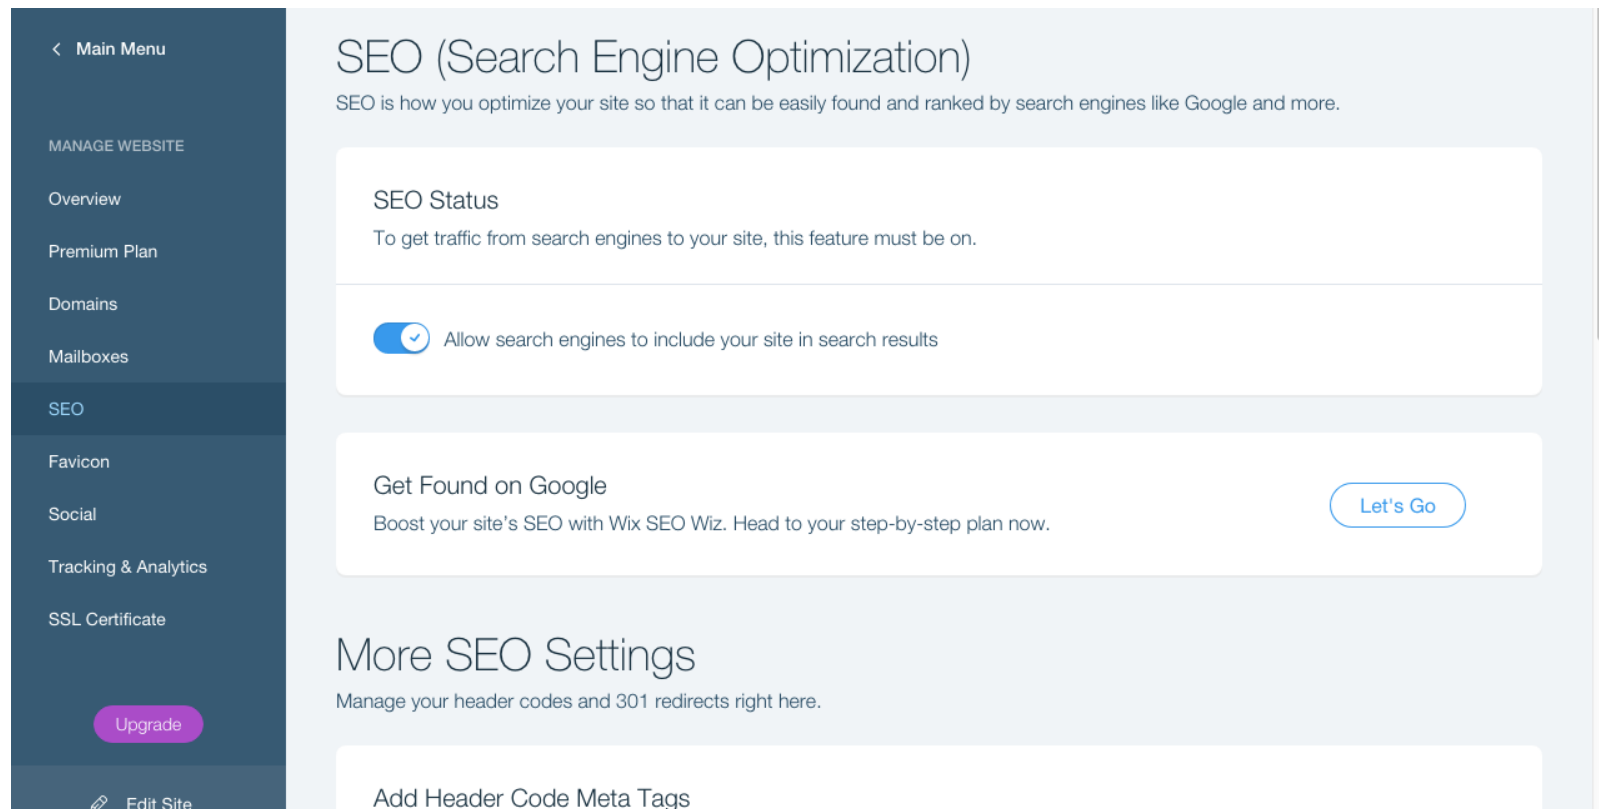 Main Menu
MANAGE WEBSITE
Overview
Premium Plan
Domains
Mailboxes
SEO
Favicon
Social
Tracking & Analytics
SSL Certificate
Upgrade
Edit Site
SEO (Search Engine Optimization)
SEO is how you optimize your site so that it can be easily found and ranked by search engines like Google and more.
SEO Status
To get traffic from search engines to your site, this feature must be on.
Allow search engines to include your site in search results
Get Found on Google
Boost your site's SEO with Wix SEO Wiz. Head to your step-by-step plan now.
Let's Go
More SEO Settings
Manage your header codes and 301 redirects right here.
Add Header Code Meta Tags